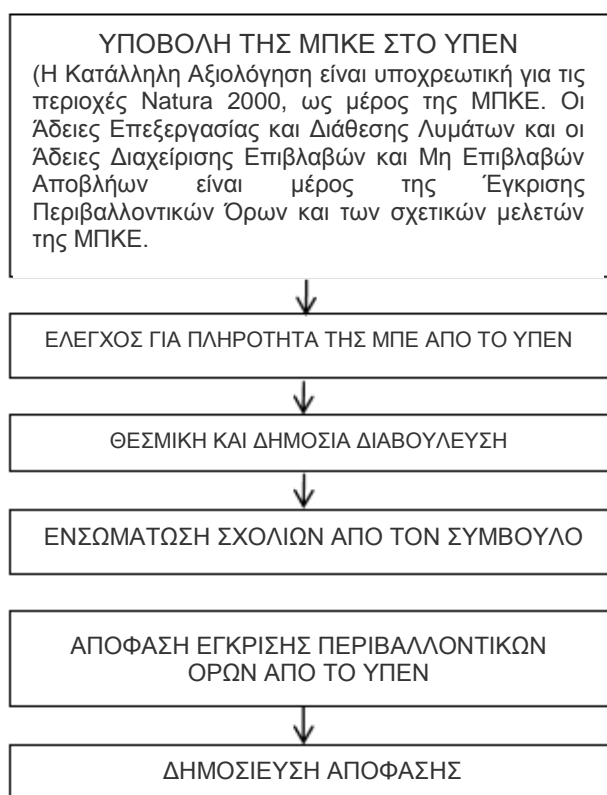 ΥΠΟΒΟΛΗ ΤΗΣ ΜΠΚΕ ΣΤΟ ΥΠΕΝ
(Η Κατάλληλη Αξιολόγηση είναι υποχρεωτική για τις
περιοχές Natura 2000, ως μέρος της ΜΠΚΕ. Οι
Άδειες Επεξεργασίας και Διάθεσης Λυμάτων και οι
Άδειες Διαχείρισης Επιβλαβών και Μη Επιβλαβών
Αποβλήων είναι μέρος της Έγκρισης
Περιβαλλοντικών Όρων και των σχετικών μελετών
της ΜΠΚΕ.
ΕΛΕΓΧΟΣ ΓΙΑ ΠΛΗΡΟΤΗΤΑ ΤΗΣ ΜΠΕ ΑΠΟ ΤΟ ΥΠΕΝ
ΘΕΣΜΙΚΗ ΚΑΙ ΔΗΜΟΣΙΑ ΔΙΑΒΟΥΛΕΥΣΗ
ΕΝΣΩΜΑΤΩΣΗ ΣΧΟΛΙΩΝ ΑΠΟ ΤΟΝ ΣΥΜΒΟΥΛΟ
ΑΠΟΦΑΣΗ ΕΓΚΡΙΣΗΣ ΠΕΡΙΒΑΛΛΟΝΤΙΚΩΝ
ΟΡΩΝ ΑΠΟ ΤΟ ΥΠΕΝ
ΔΗΜΟΣΙΕΥΣΗ ΑΠΟΦΑΣΗΣ